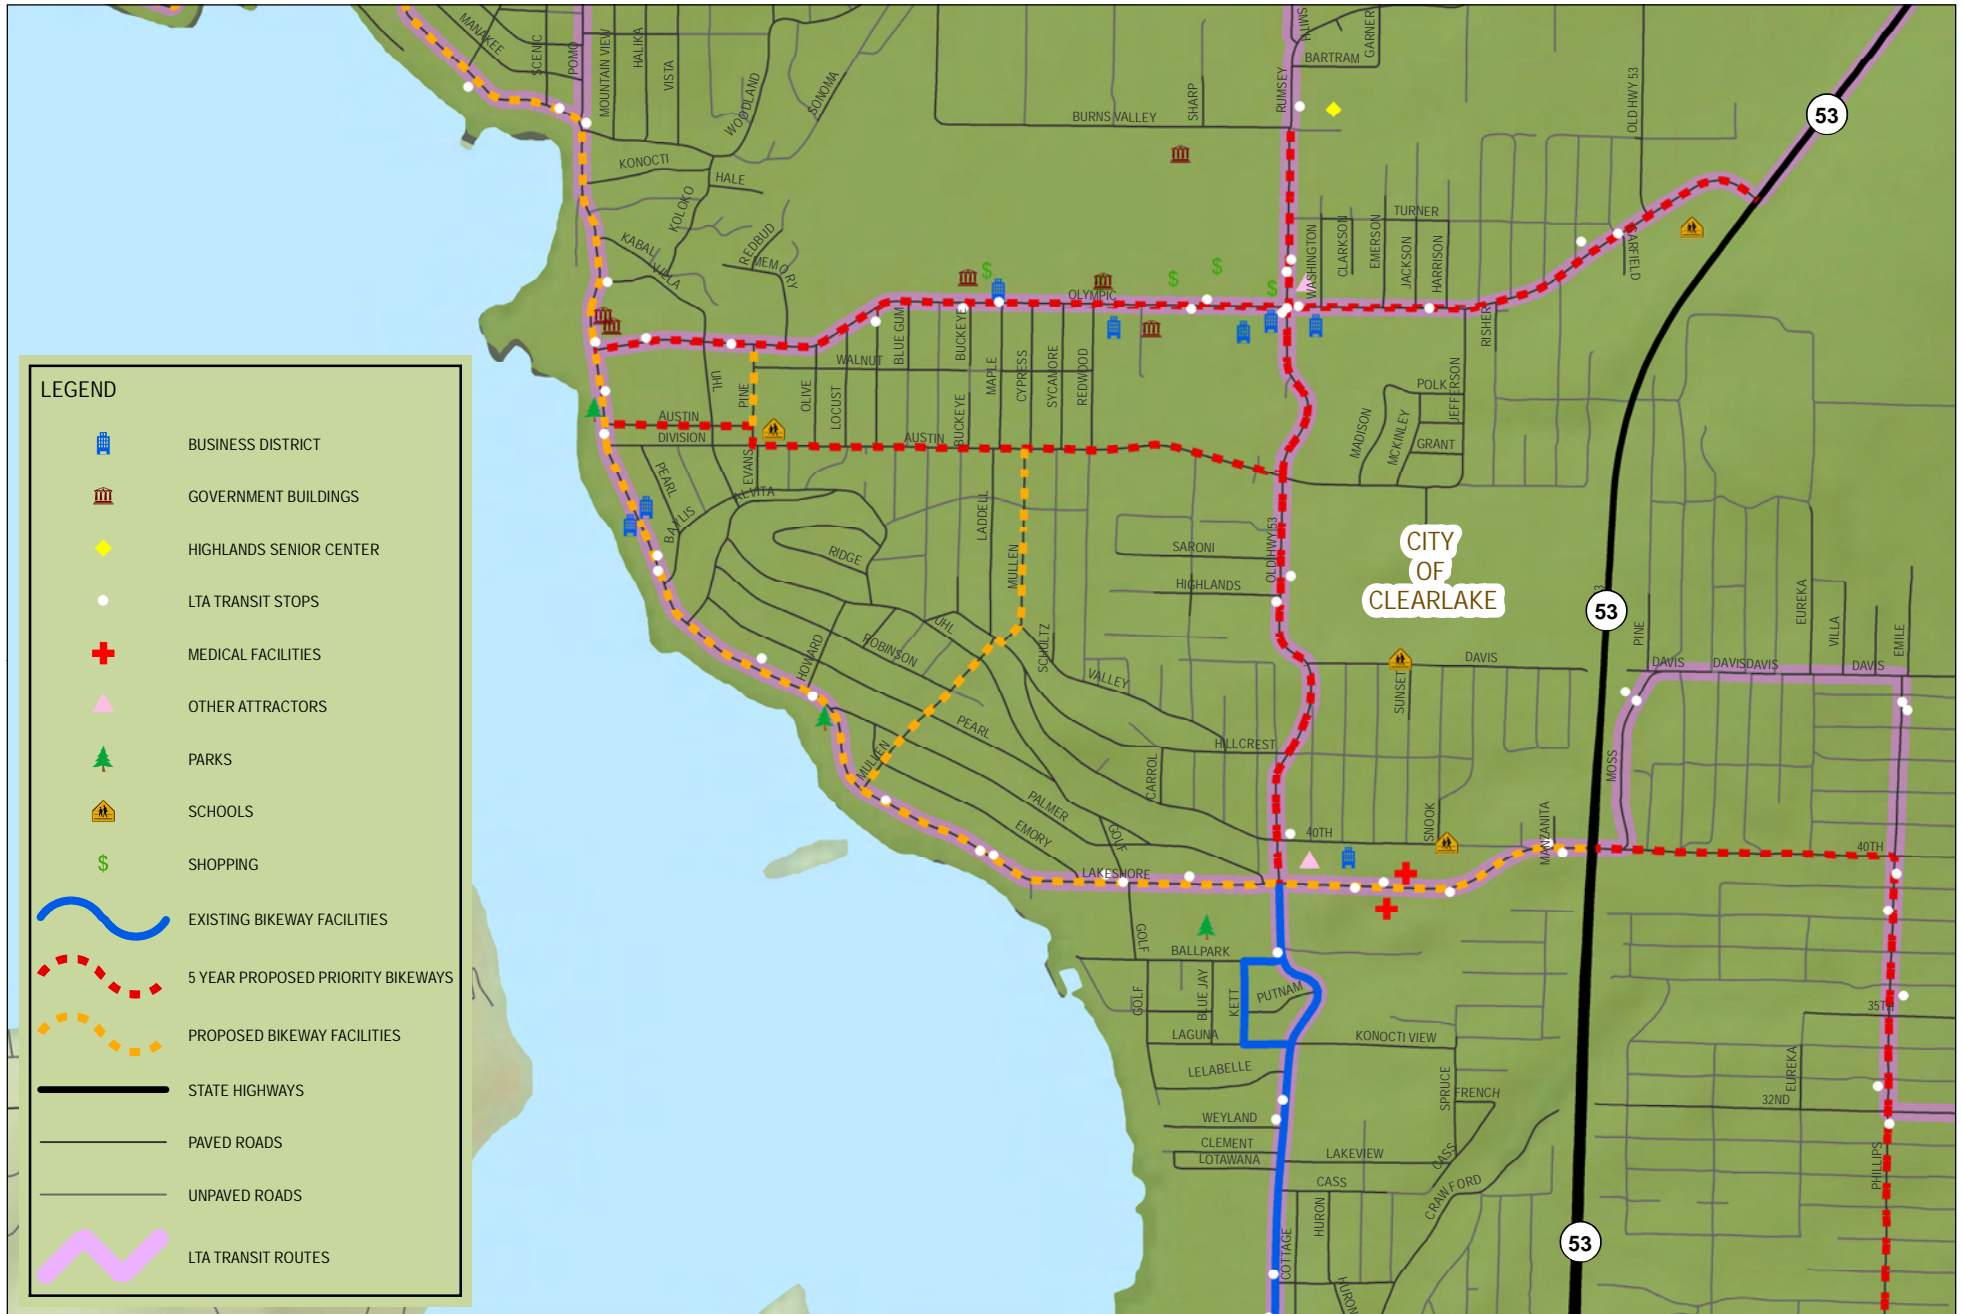 MANAKEE
SCENIC
POMO
MOUNTAIN VIEW
HALIKA
VISTA
WOODLAND
SONOMA
BURNS VALLEY
SHARP
RUMSEY
SMITH
BARTRAM
GARNER
OLD HWY 53
53
KONOCTI
HALE
KOLOKO
KABAL
VILLA
REDBUD
MEMORY
TURNER
WASHINGTON
CLARKSON
EMERSON
JACKSON
HARRISON
GARFIELD
OLYMPIC
RISHER
BLUE GUM
BUCKEYE
WALNUT
MAPLE
CYPRESS
SYCAMORE
REDWOOD
UHL
PINE
OLIVE
LOCUST
BUCKEYE
POLK
JEFFERSON
MADISON
MCKINLEY
GRANT
AUSTIN
DIVISION
AUSTIN
PEARL
EVANS
ALVITA
BAYLIS
RIDGE
LADDELL
MULLEN
SARONI
HIGHLANDS
OLD HWY 53
CITY
OF
CLEARLAKE
53
PINE
EUREKA
VILLA
EMILE
HOWARD
ROBINSON
UHL
SCHULTZ
VALLEY
DAVIS
SUNSET
DAVIS
DAVIS
DAVIS
DAVIS
PEARL
HILLCREST
CARROL
MULLEN
PALMER
EMORY
GOLF
40TH
SNOOK
MANZANITA
MOSS
40TH
LAKESHORE
GOLF
BALLPARK
GOLF
BLUE JAY
KETT
PUTNAM
LAGUNA
KONOCTI VIEW
35TH
LELABELLE
EUREKA
SPRUCE
FRENCH
32ND
WEYLAND
CLEMENT
LOTAWANA
LAKEVIEW
CASS
CASS
CRAWFORD
PHILLIPS
HURON
COTTAGE
HURON
53
LEGEND
BUSINESS DISTRICT
GOVERNMENT BUILDINGS
HIGHLANDS SENIOR CENTER
LTA TRANSIT STOPS
MEDICAL FACILITIES
OTHER ATTRACTORS
PARKS
SCHOOLS
$ SHOPPING
EXISTING BIKEWAY FACILITIES
5 YEAR PROPOSED PRIORITY BIKEWAYS
PROPOSED BIKEWAY FACILITIES
STATE HIGHWAYS
PAVED ROADS
UNPAVED ROADS
LTA TRANSIT ROUTES